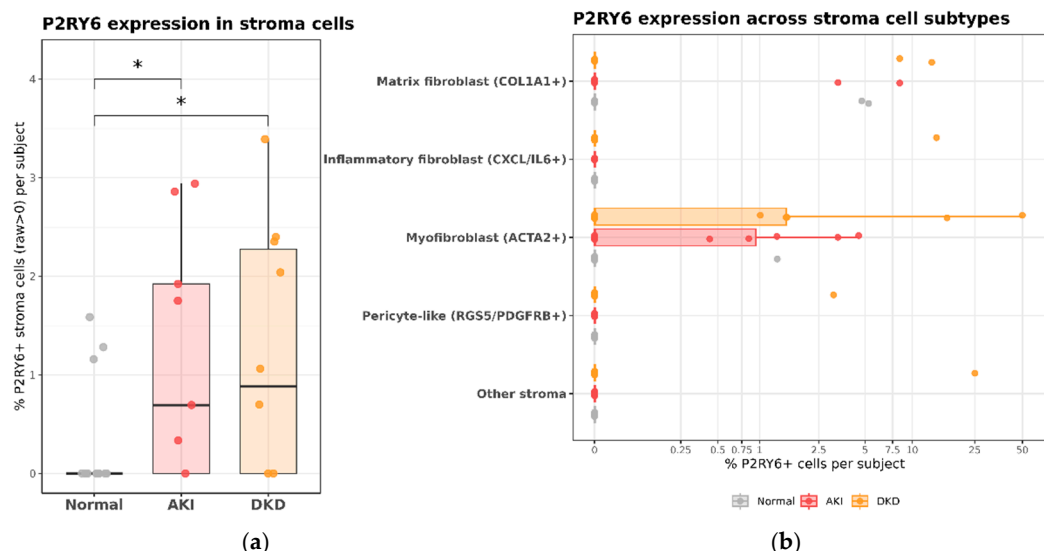 P2RY6 expression in stroma cells
% P2RY6+ stroma cells (raw>0) per subject
4
3
2
1
0
*
*
Normal AKI DKD
(a)
P2RY6 expression across stroma cell subtypes
Matrix fibroblast (COL1A1+)
Inflammatory fibroblast (CXCL/IL6+)
Myofibroblast (ACTA2+)
Pericyte-like (RGS5/PDGFRB+)
Other stroma
0 0.25 0.5 0.75 1 2.5 5 7.5 10 25 50
% P2RY6+ cells per subject
Normal AKI DKD
(b)